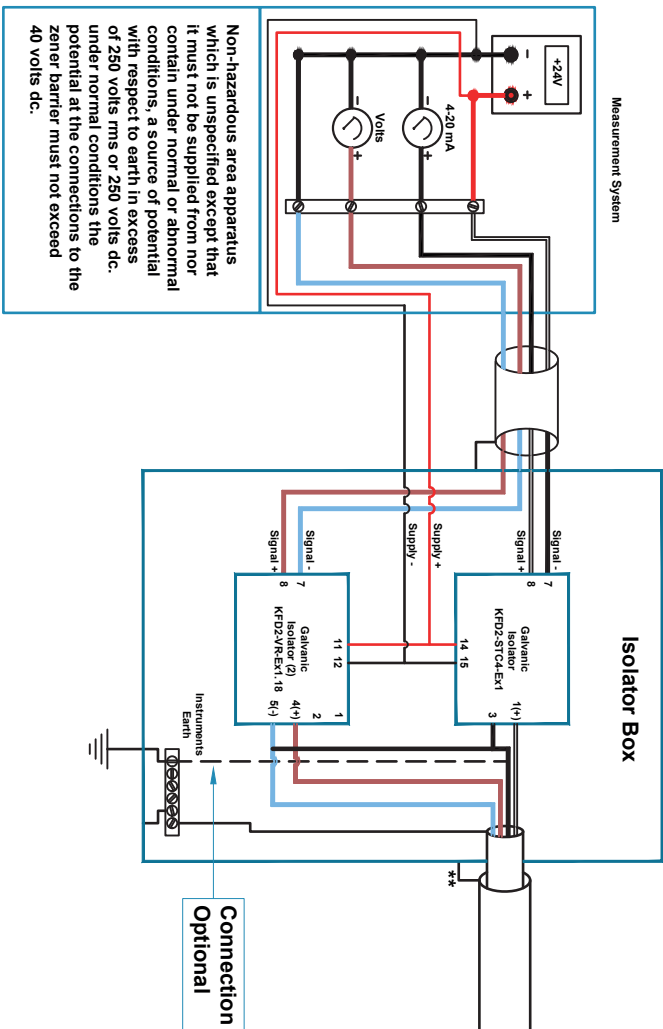 Measurement System
+24V
-
+
4-20 mA
-
+
Volts
-
+
Non-hazardous area apparatus
which is unspecified except that
it must not be supplied from nor
contain under normal or abnormal
conditions, a source of potential
with respect to earth in excess
of 250 volts rms or 250 volts dc.
under normal conditions the
potential at the connections to the
zener barrier must not exceed
40 volts dc.
Isolator Box
Signal -
Signal +
7
8
Galvanic
Isolator
KFD2-STC4-Ex1
1(+)
3
14 15
Supply +
Supply -
Signal -
Signal +
7
8
11 12
Galvanic
Isolator (2)
KFD2-VR-Ex1.18
1
2
4(+)
5(-)
Instruments
Earth
**
Connection
Optional